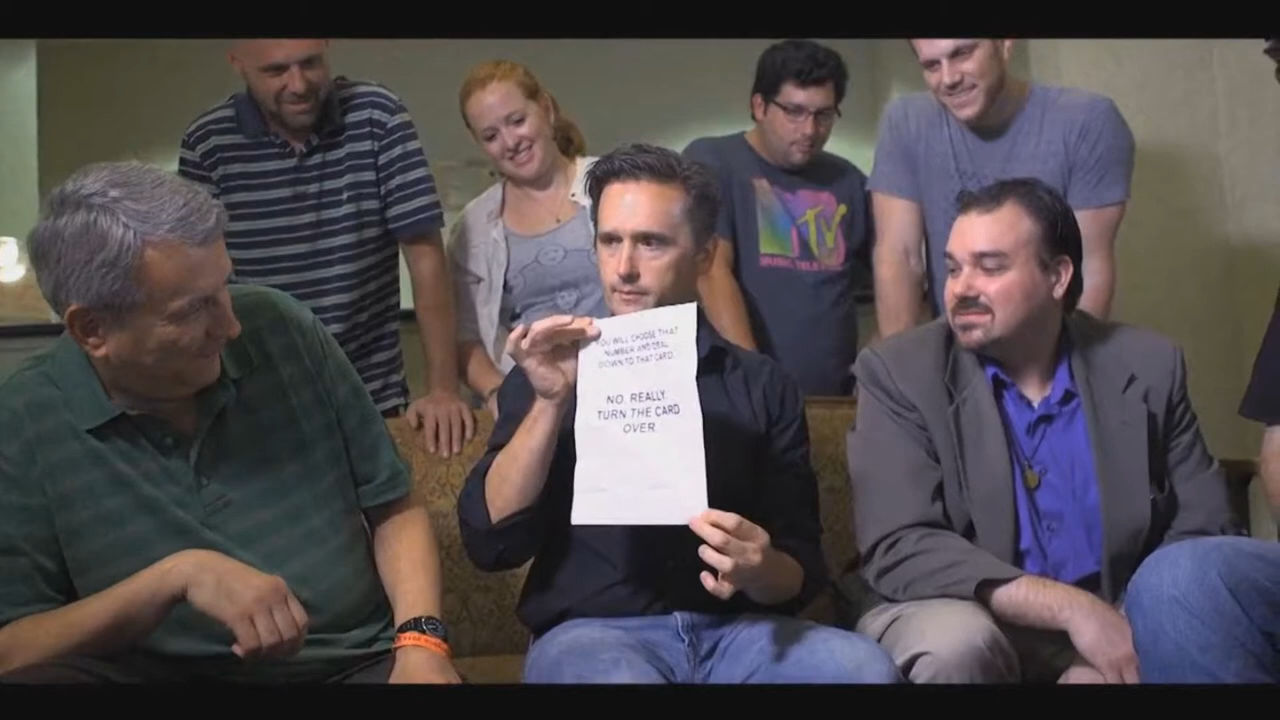 YOU WILL CHOOSE THAT
NUMBER AND DEAL
DOWN TO THAT CARD.
NO, REALLY.
TURN THE CARD
OVER.
MTV
MUSIC TELEVISION